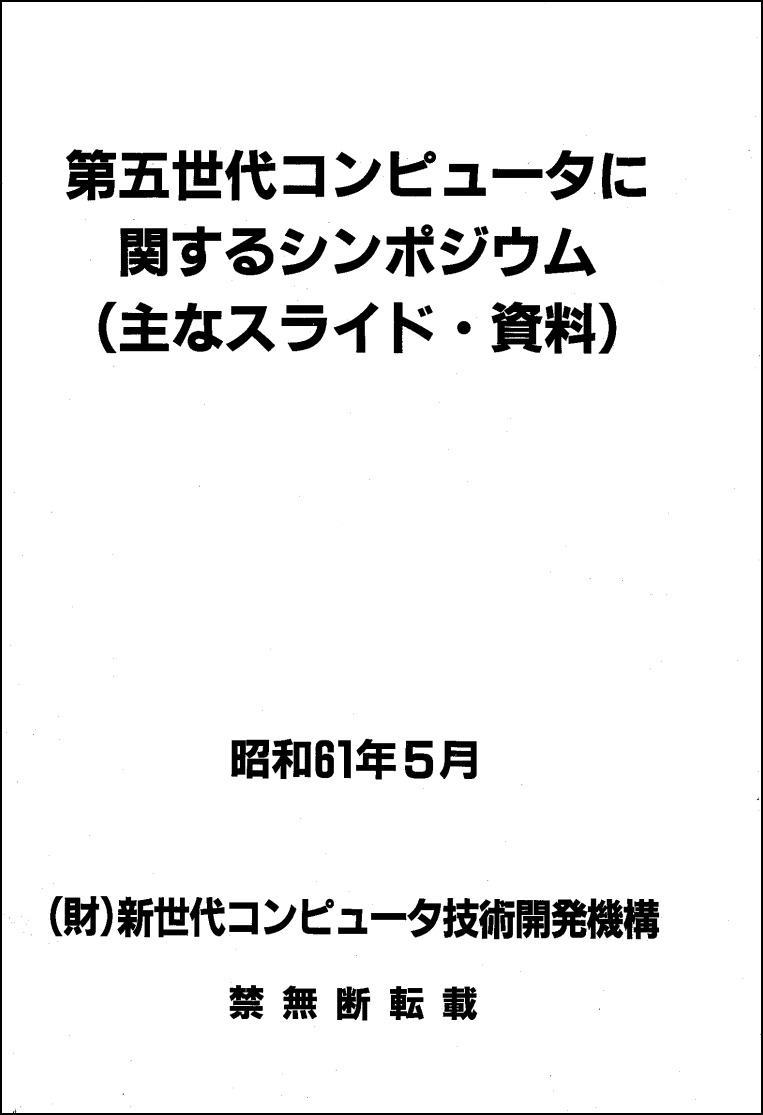 第五世代コンピュータに
関するシンポジウム
（主なスライド・資料）
昭和61年5月
（財）新世代コンピュータ技術開発機構
禁無断転載